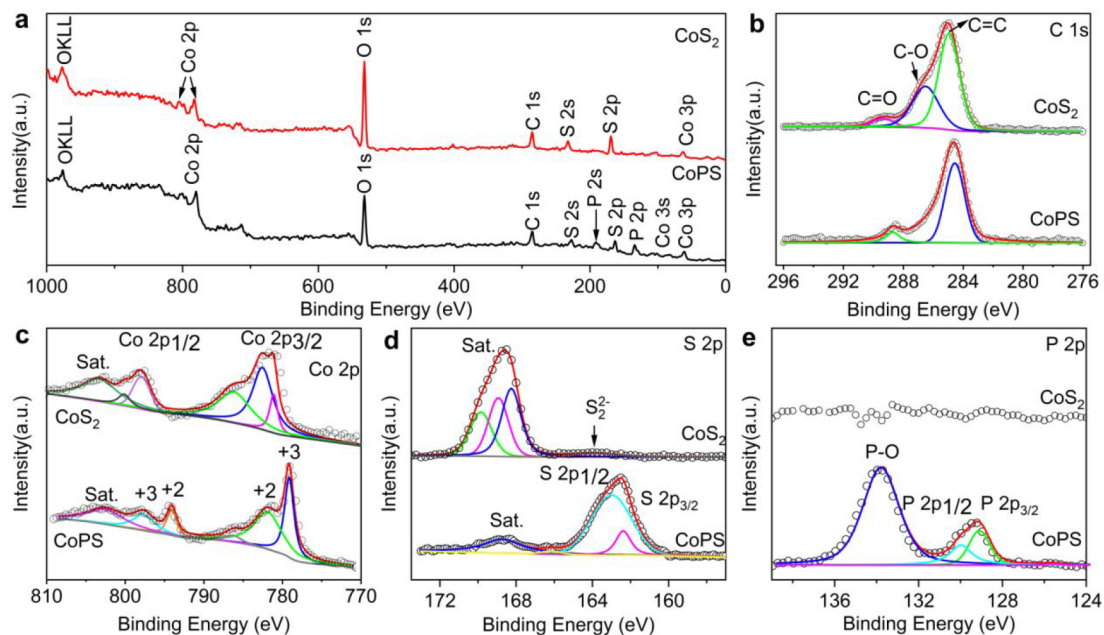 a
CoS2
OKLL
Co 2p
O 1s
C 1s
S 2s
S 2p
Co 3p
CoPS
OKLL
Co 2p
O 1s
C 1s
S 2s
P 2s
S 2p
P 2p
Co 3s
Co 3p
Intensity(a.u.)
1000 800 600 400 200 0
Binding Energy (eV)
b
C 1s
C=C
C-O
C=O
CoS2
CoPS
Intensity(a.u.)
296 292 288 284 280 276
Binding Energy (eV)
c
Co 2p1/2 Co 2p3/2
Sat.
Co 2p
CoS2
+3
Sat. +3 +2 +2
CoPS
Intensity(a.u.)
810 800 790 780 770
Binding Energy (eV)
d
S 2p
Sat.
S2 2-
CoS2
S 2p1/2
S 2p3/2
Sat.
CoPS
Intensity(a.u.)
172 168 164 160
Binding Energy (eV)
e
P 2p
CoS2
P-O
P 2p1/2 P 2p3/2
CoPS
Intensity(a.u.)
136 132 128 124
Binding Energy (eV)